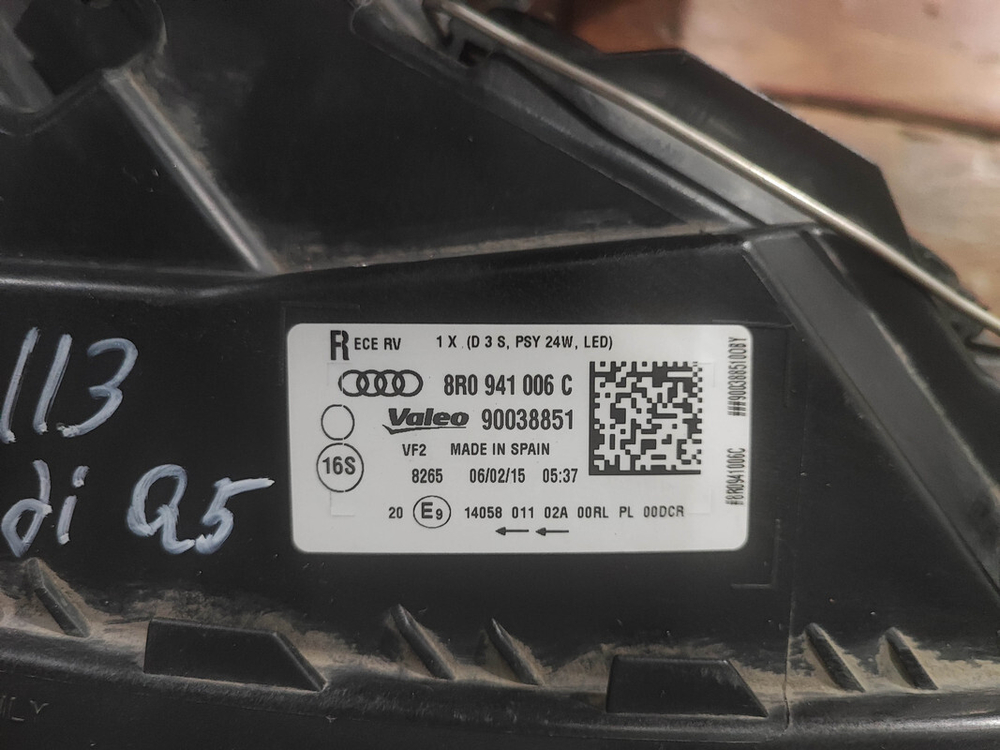 113
di Q5
R ECE RV 1 X (D 3 S, PSY 24W, LED)
8R0 941 006 C
Valeo 90038851
VF2 MADE IN SPAIN
16S
8265 06/02/15 05:37
20 E9 14058 011 02A 00RL PL 00DCR
#8R0941006C